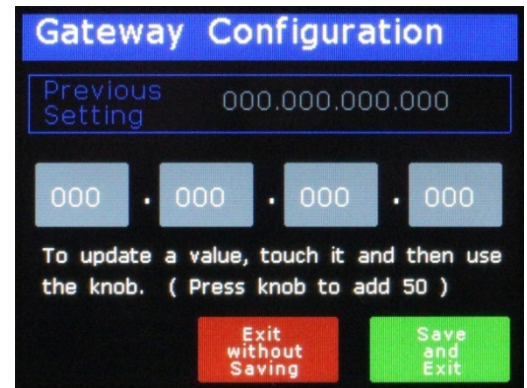 Gateway Configuration
Previous
Setting
000.000.000.000
000 . 000 . 000 . 000
To update a value, touch it and then use
the knob. ( Press knob to add 50 )
Exit
without
Saving
Save
and
Exit